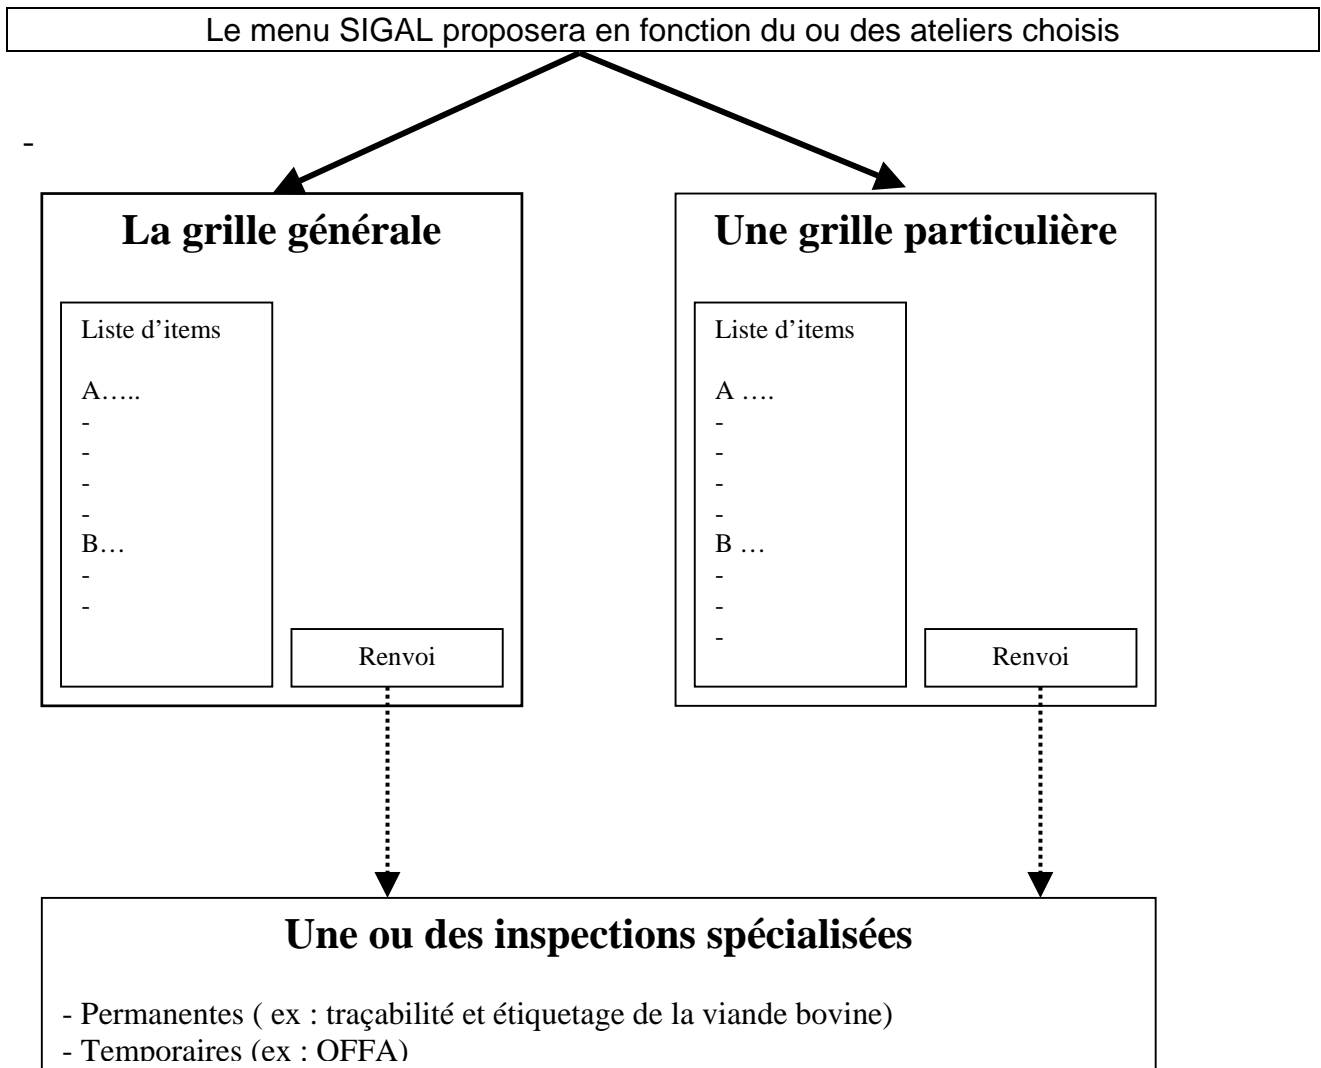 Le menu SIGAL proposera en fonction du ou des ateliers choisis
-
La grille générale
Liste d’items
A…..
-
-
-
-
B…
-
-
Renvoi
Une grille particulière
Liste d’items
A ….
-
-
-
-
B …
-
-
-
Renvoi
Une ou des inspections spécialisées
- Permanentes ( ex : traçabilité et étiquetage de la viande bovine)
- Temporaires (ex : OFFA)